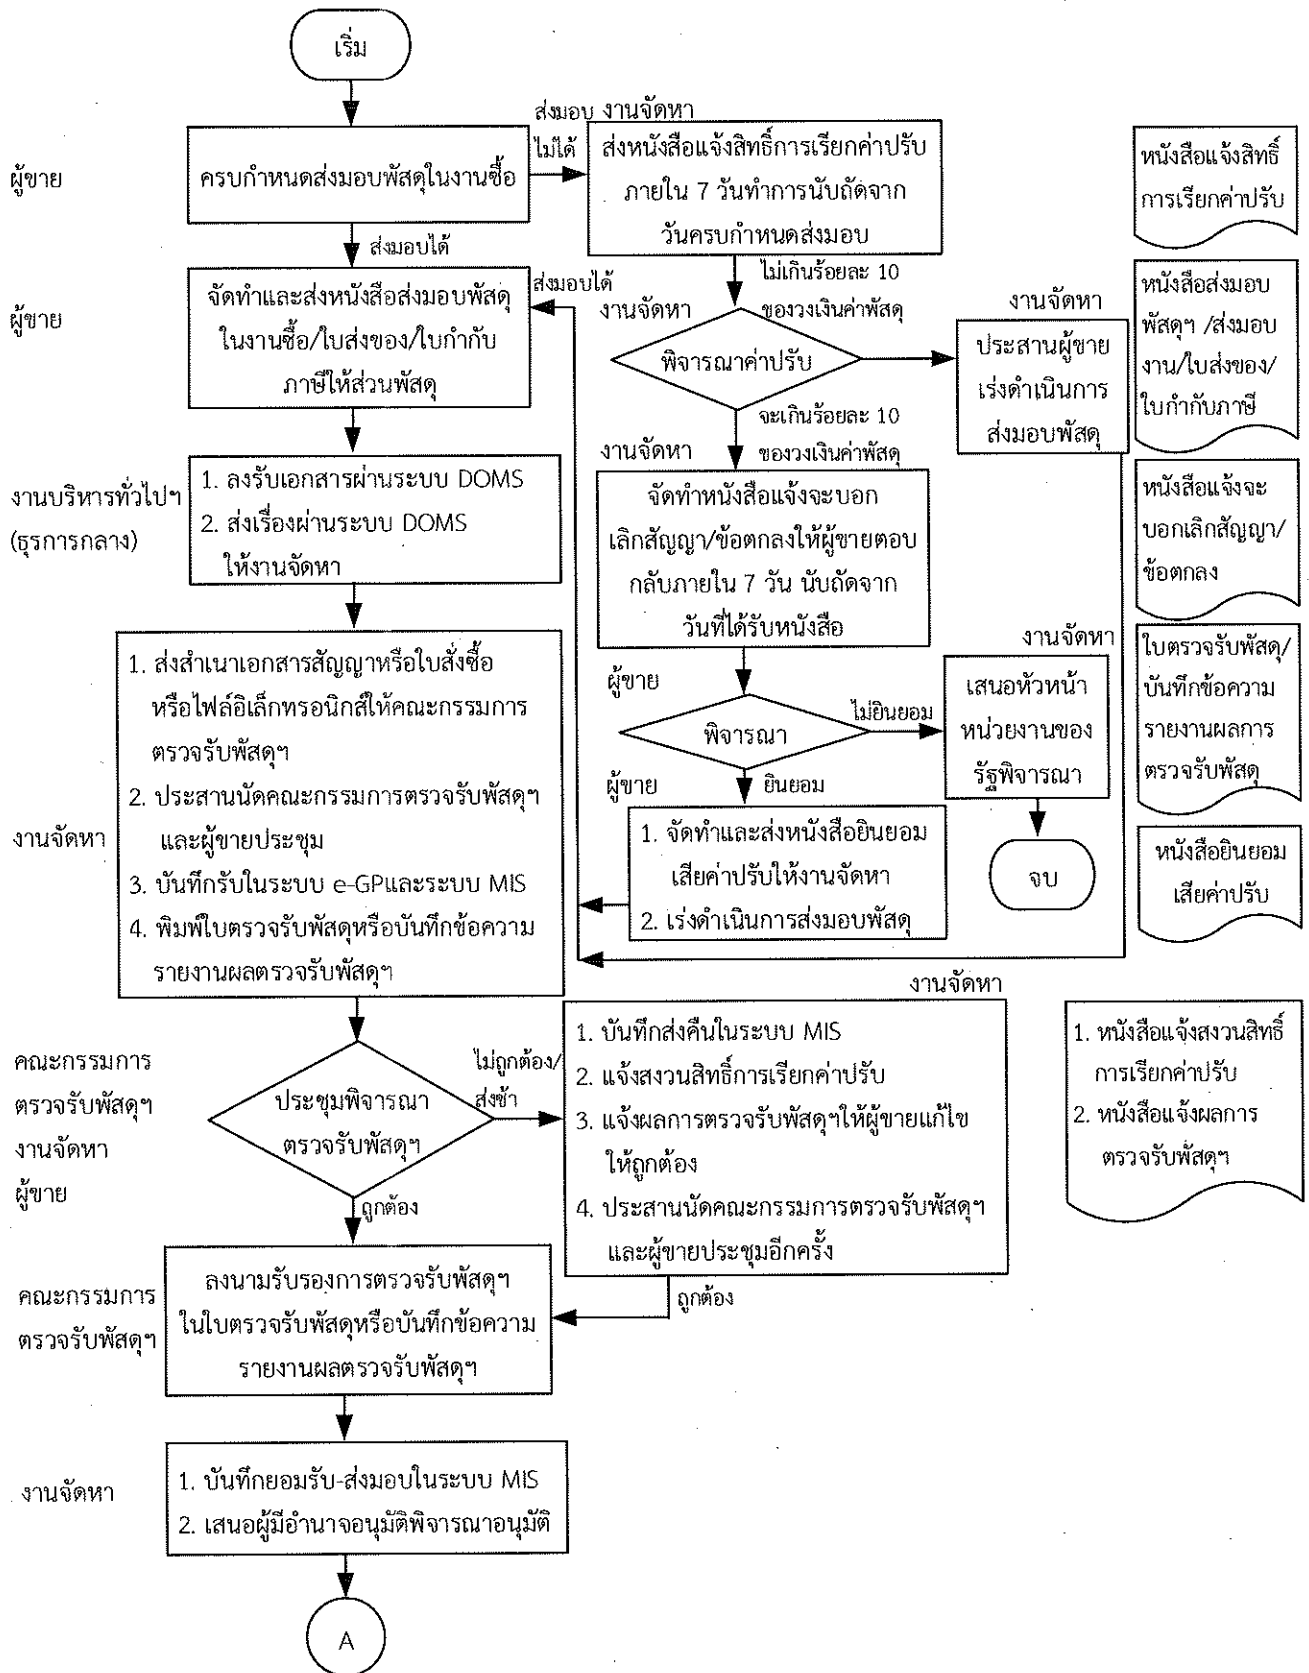 เริ่ม
ผู้ขาย
ครบกำหนดส่งมอบพัสดุในงานซื้อ
ส่งมอบ
ไม่ได้
งานจัดหา
ส่งหนังสือแจ้งสิทธิ์การเรียกค่าปรับ
ภายใน 7 วันทำการนับถัดจาก
วันครบกำหนดส่งมอบ
หนังสือแจ้งสิทธิ์
การเรียกค่าปรับ
ส่งมอบได้
ผู้ขาย
จัดทำและส่งหนังสือส่งมอบพัสดุ
ในงานซื้อ/ใบส่งของ/ใบกำกับ
ภาษีให้ส่วนพัสดุ
ส่งมอบได้
ไม่เกินร้อยละ 10
ของวงเงินค่าพัสดุ
งานจัดหา
พิจารณาค่าปรับ
งานจัดหา
ประสานผู้ขาย
เร่งดำเนินการ
ส่งมอบพัสดุ
หนังสือส่งมอบ
พัสดุฯ /ส่งมอบ
งาน/ใบส่งของ/
ใบกำกับภาษี
จะเกินร้อยละ 10
ของวงเงินค่าพัสดุ
งานบริหารทั่วไปฯ
(ธุรการกลาง)
1. ลงรับเอกสารผ่านระบบ DOMS
2. ส่งเรื่องผ่านระบบ DOMS
ให้งานจัดหา
งานจัดหา
จัดทำหนังสือแจ้งจะบอก
เลิกสัญญา/ข้อตกลงให้ผู้ขายตอบ
กลับภายใน 7 วัน นับถัดจาก
วันที่ได้รับหนังสือ
หนังสือแจ้งจะ
บอกเลิกสัญญา/
ข้อตกลง
งานจัดหา
1. ส่งสำเนาเอกสารสัญญาหรือใบสั่งซื้อ
หรือไฟล์อิเล็กทรอนิกส์ให้คณะกรรมการ
ตรวจรับพัสดุฯ
2. ประสานนัดคณะกรรมการตรวจรับพัสดุฯ
และผู้ขายประชุม
3. บันทึกรับในระบบ e-GPและระบบ MIS
4. พิมพ์ใบตรวจรับพัสดุหรือบันทึกข้อความ
รายงานผลตรวจรับพัสดุฯ
ผู้ขาย
พิจารณา
ไม่ยินยอม
งานจัดหา
เสนอหัวหน้า
หน่วยงานของ
รัฐพิจารณา
จบ
ใบตรวจรับพัสดุ/
บันทึกข้อความ
รายงานผลการ
ตรวจรับพัสดุ
ผู้ขาย
ยินยอม
1. จัดทำและส่งหนังสือยินยอม
เสียค่าปรับให้งานจัดหา
2. เร่งดำเนินการส่งมอบพัสดุ
หนังสือยินยอม
เสียค่าปรับ
คณะกรรมการ
ตรวจรับพัสดุฯ
งานจัดหา
ผู้ขาย
ประชุมพิจารณา
ตรวจรับพัสดุฯ
ไม่ถูกต้อง/
ส่งช้า
งานจัดหา
1. บันทึกส่งคืนในระบบ MIS
2. แจ้งสงวนสิทธิ์การเรียกค่าปรับ
3. แจ้งผลการตรวจรับพัสดุฯให้ผู้ขายแก้ไข
ให้ถูกต้อง
4. ประสานนัดคณะกรรมการตรวจรับพัสดุฯ
และผู้ขายประชุมอีกครั้ง
1. หนังสือแจ้งสงวนสิทธิ์
การเรียกค่าปรับ
2. หนังสือแจ้งผลการ
ตรวจรับพัสดุฯ
ถูกต้อง
คณะกรรมการ
ตรวจรับพัสดุฯ
ลงนามรับรองการตรวจรับพัสดุฯ
ในใบตรวจรับพัสดุหรือบันทึกข้อความ
รายงานผลตรวจรับพัสดุฯ
ถูกต้อง
งานจัดหา
1. บันทึกยอมรับ-ส่งมอบในระบบ MIS
2. เสนอผู้มีอำนาจอนุมัติพิจารณาอนุมัติ
A